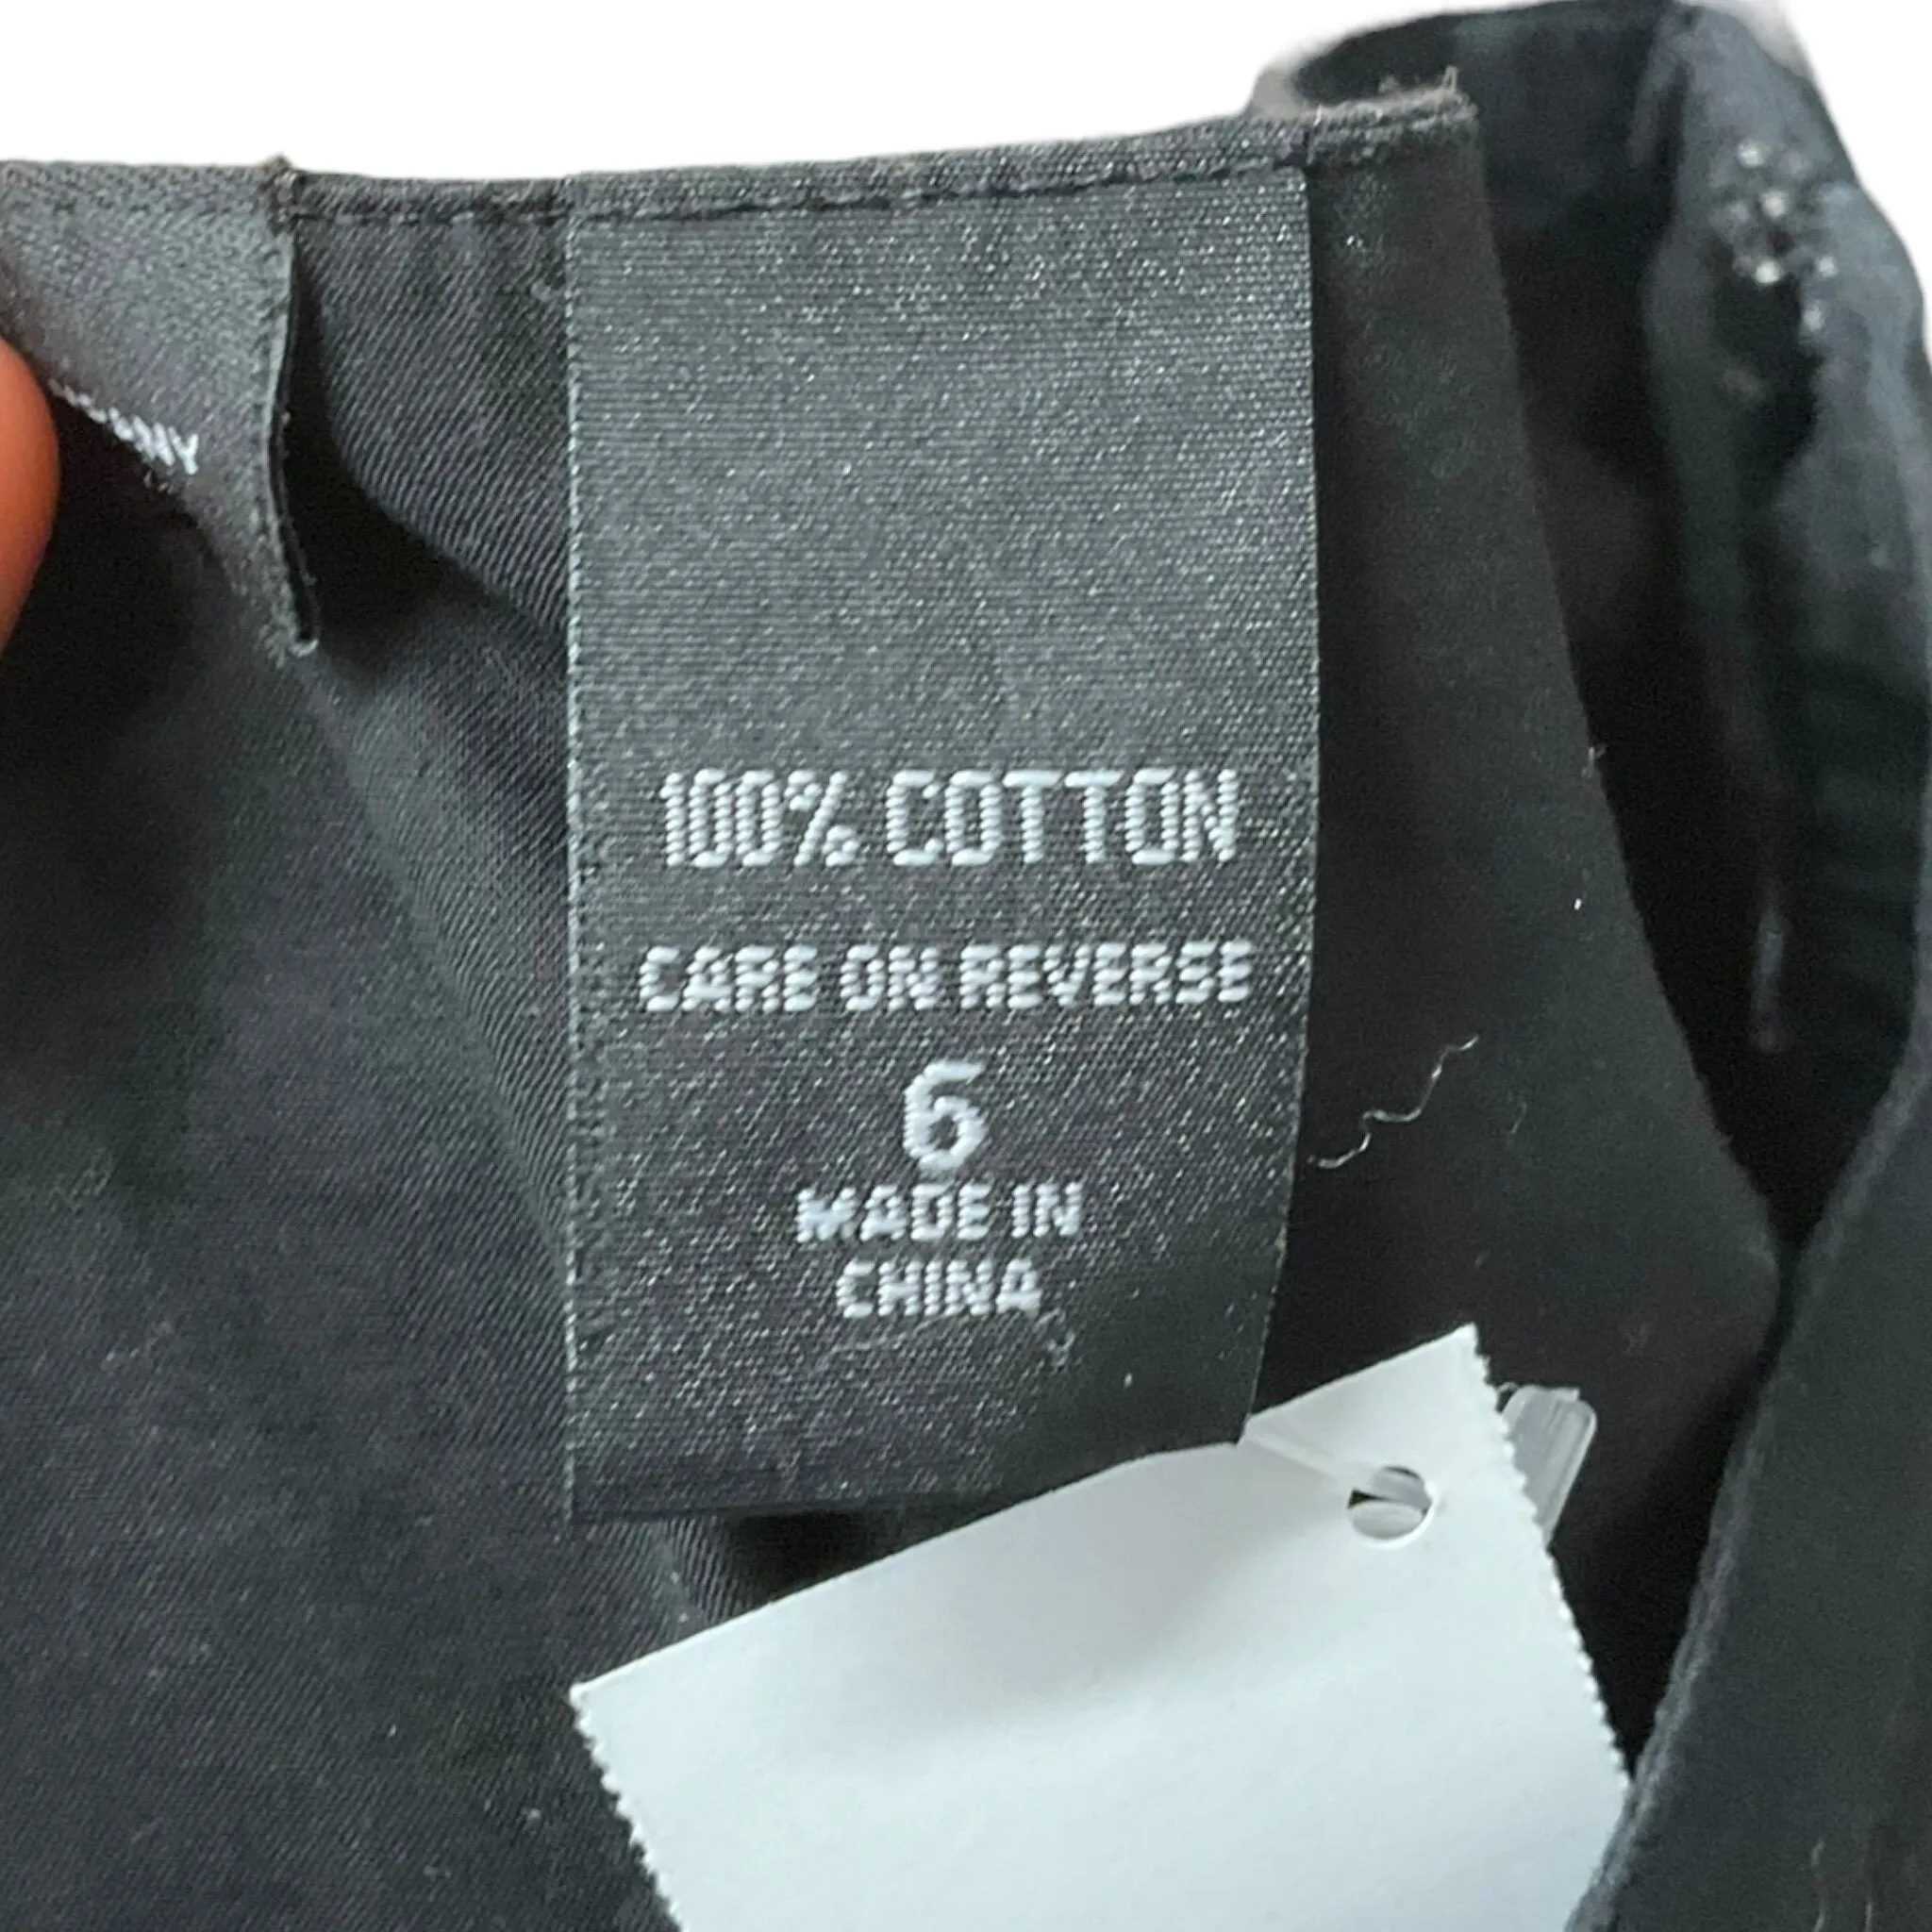 100% COTTON
CARE ON REVERSE
6
MADE IN
CHINA